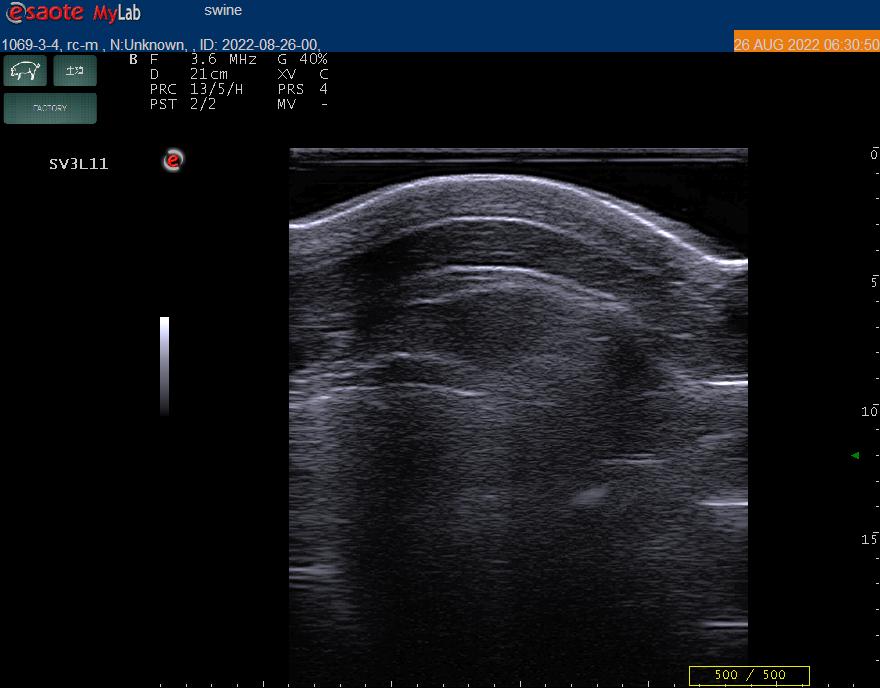 esaote MyLab
swine
1069-3-4, rc-m , N:Unknown, , ID: 2022-08-26-00,
26 AUG 2022 06:30:50
B F 3.6 MHz G 40%
D 21cm XV C
PRC 13/5/H PRS 4
PST 2/2 MV -
FACTORY
SV3L11
e
0
5
10
15
500 / 500